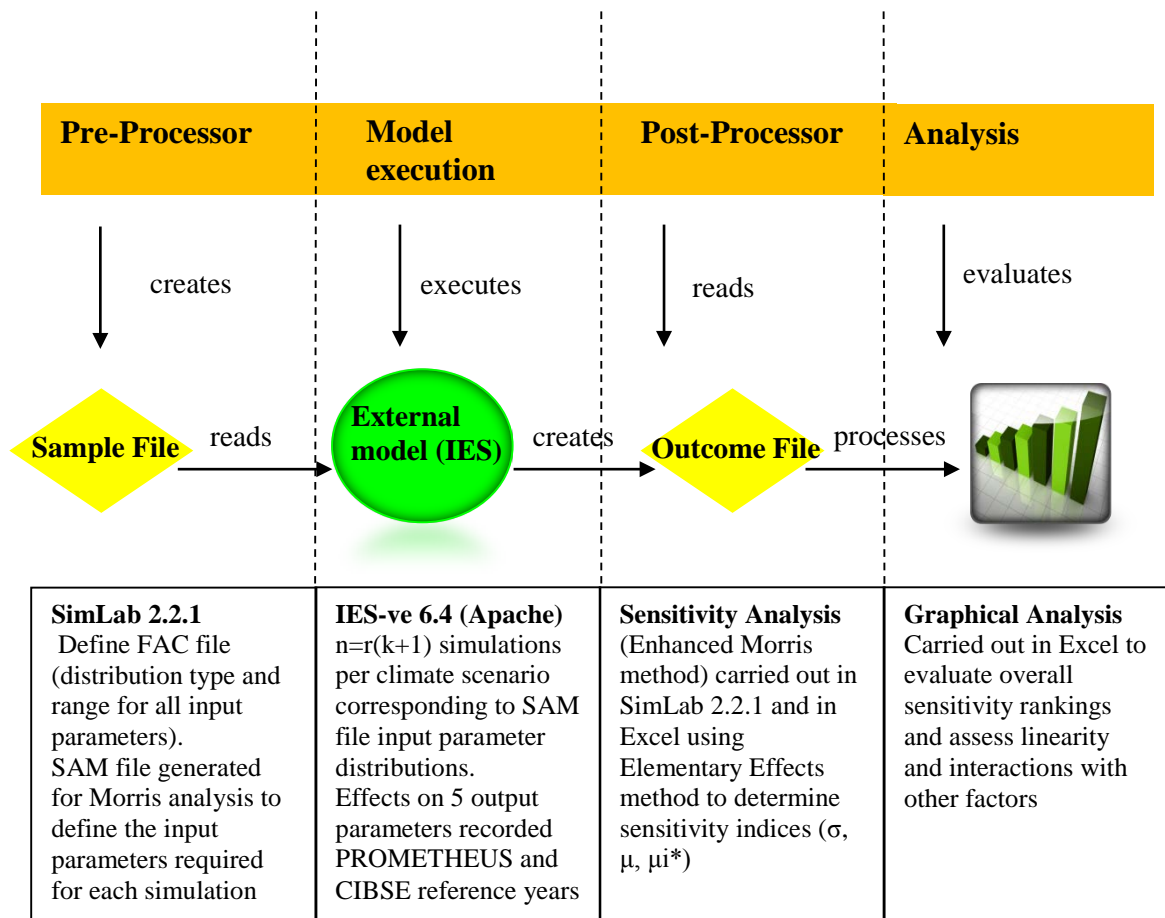 Pre-Processor
Model
execution
Post-Processor
Analysis
creates
executes
reads
evaluates
Sample File
reads
External
model (IES)
creates
Outcome File
processes
SimLab 2.2.1
Define FAC file
(distribution type and
range for all input
parameters).
SAM file generated
for Morris analysis to
define the input
parameters required
for each simulation
IES-ve 6.4 (Apache)
n=r(k+1) simulations
per climate scenario
corresponding to SAM
file input parameter
distributions.
Effects on 5 output
parameters recorded
PROMETHEUS and
CIBSE reference years
Sensitivity Analysis
(Enhanced Morris
method) carried out in
SimLab 2.2.1 and in
Excel using
Elementary Effects
method to determine
sensitivity indices (σ,
μ, μi*)
Graphical Analysis
Carried out in Excel to
evaluate overall
sensitivity rankings
and assess linearity
and interactions with
other factors